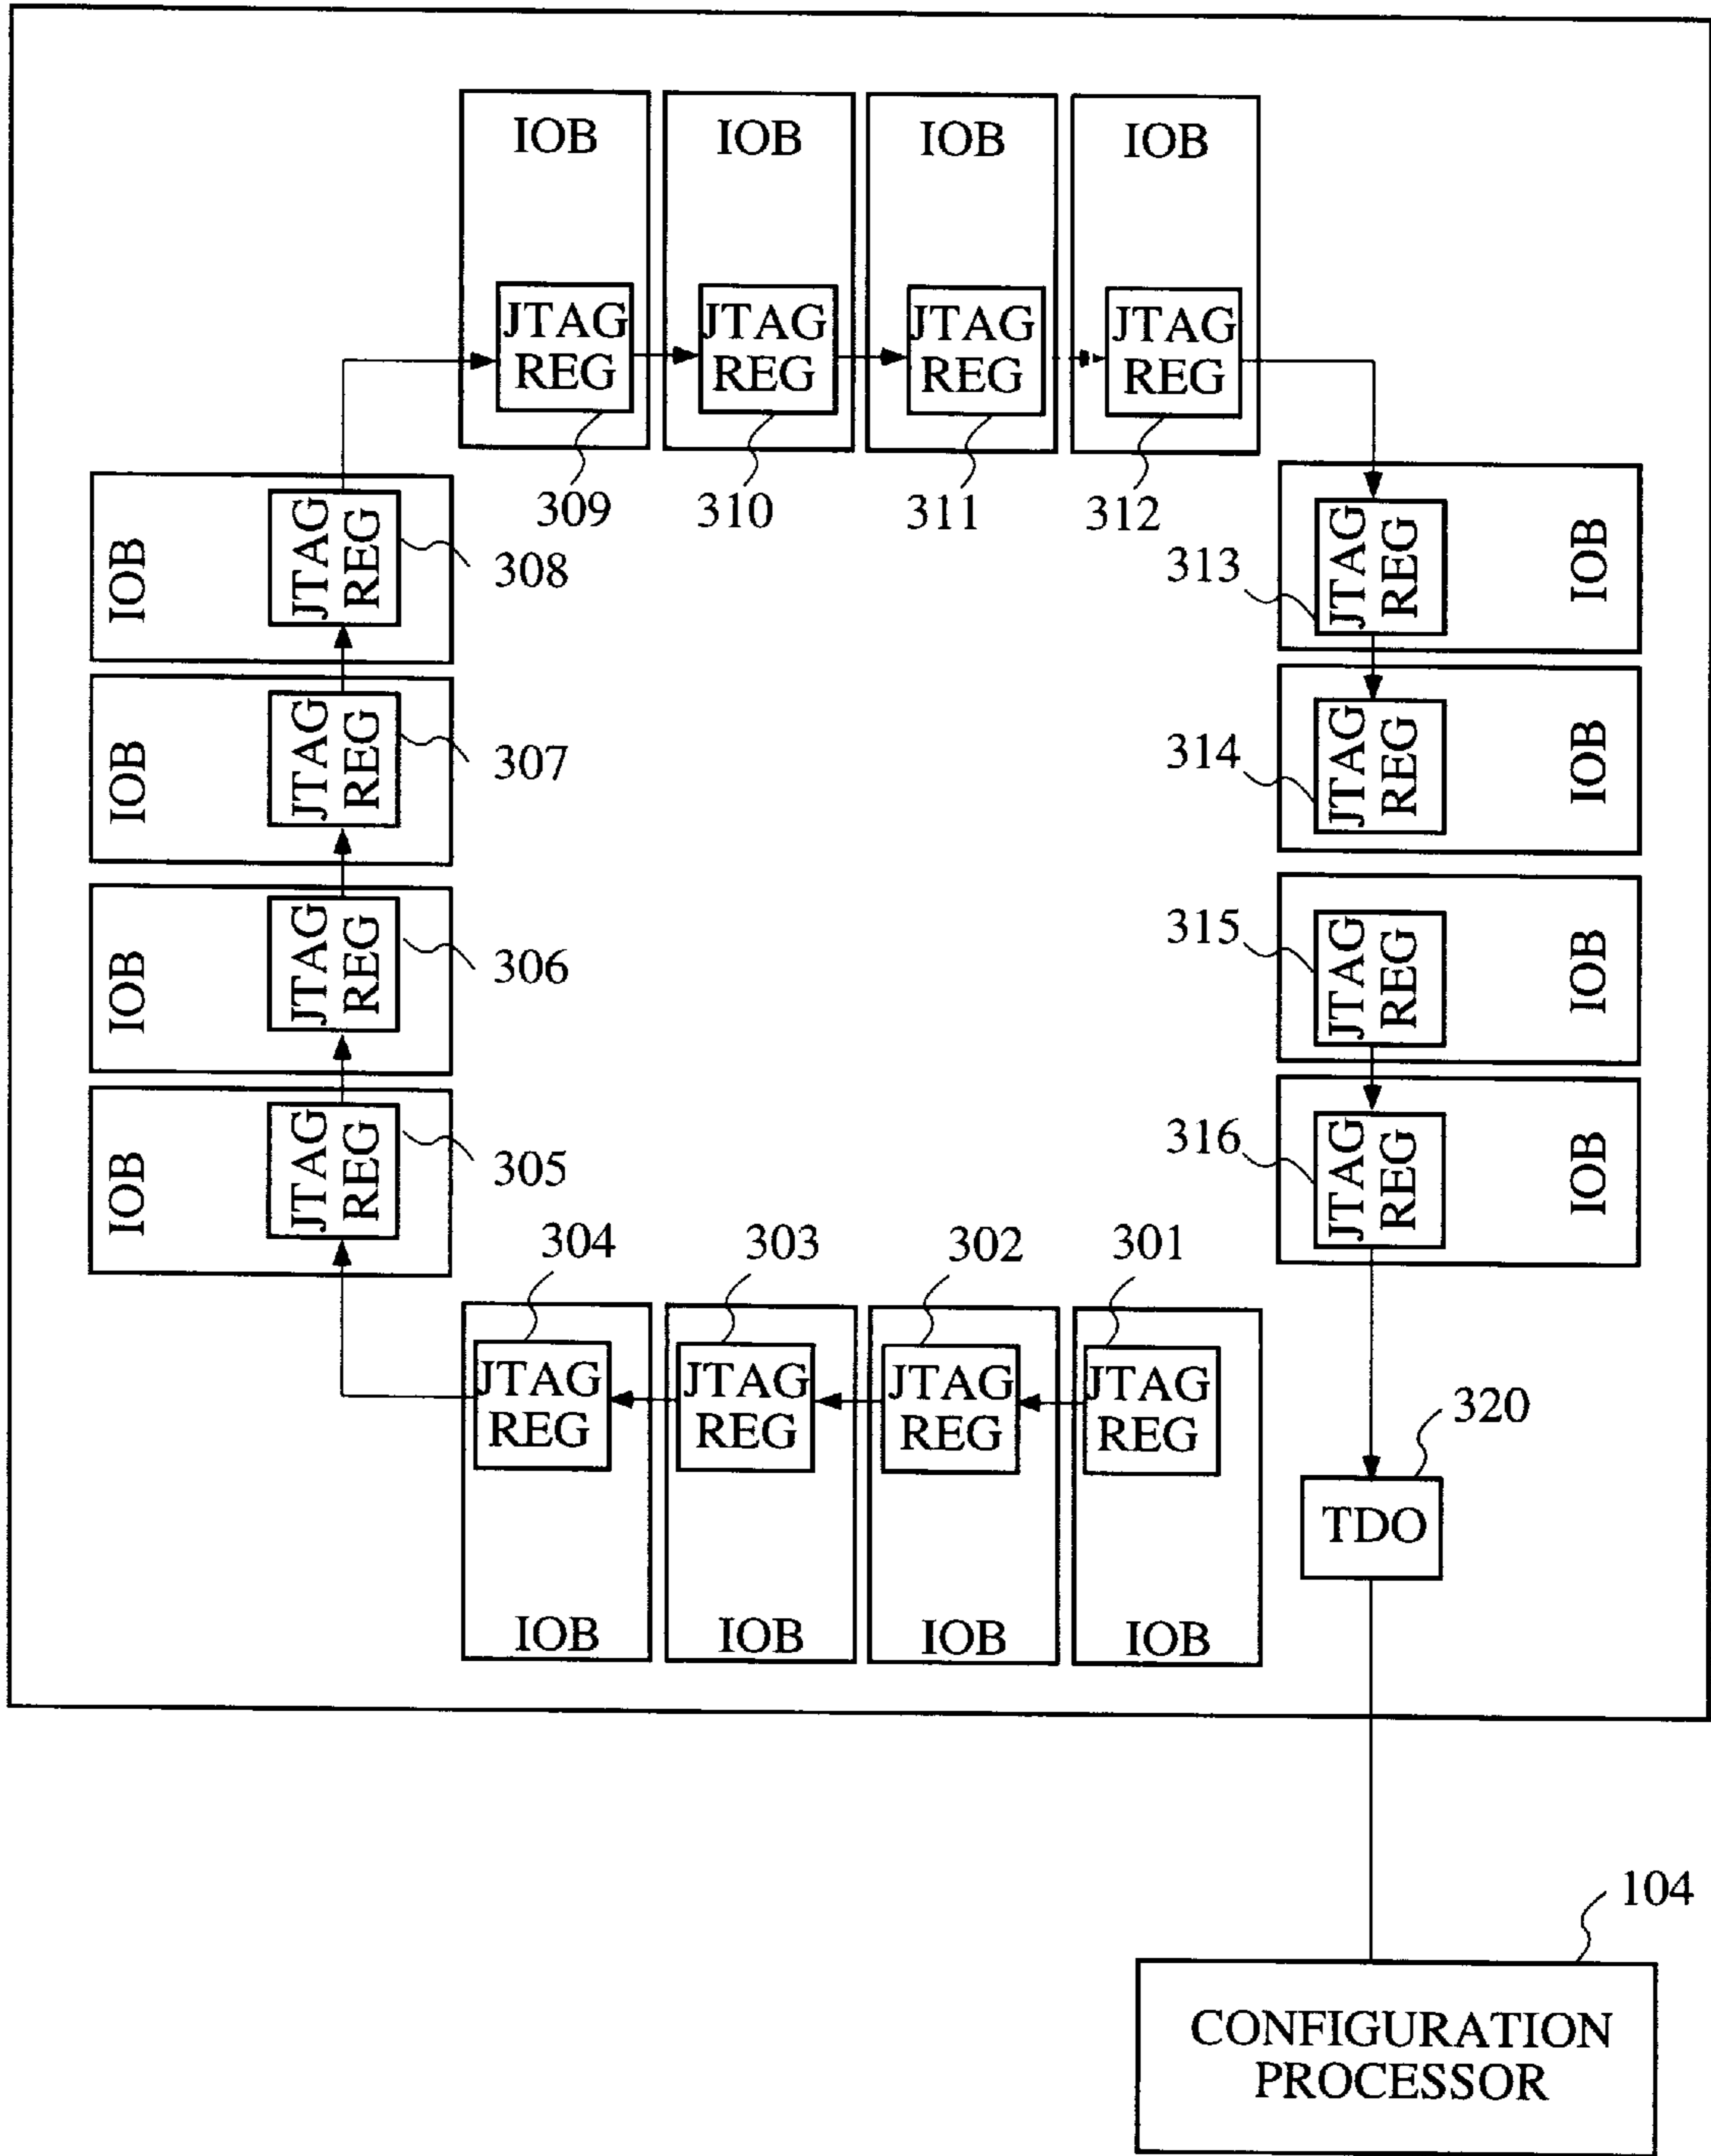 IOB
IOB
IOB
IOB
JTAG
REG
JTAG
REG
JTAG
REG
JTAG
REG
309
310
311
312
IOB
JTAG
REG
308
313
JTAG
REG
IOB
IOB
JTAG
REG
307
314
JTAG
REG
IOB
IOB
JTAG
REG
306
315
JTAG
REG
IOB
IOB
JTAG
REG
305
316
JTAG
REG
IOB
304
303
302
301
JTAG
REG
JTAG
REG
JTAG
REG
JTAG
REG
IOB
IOB
IOB
IOB
320
TDO
104
CONFIGURATION
PROCESSOR